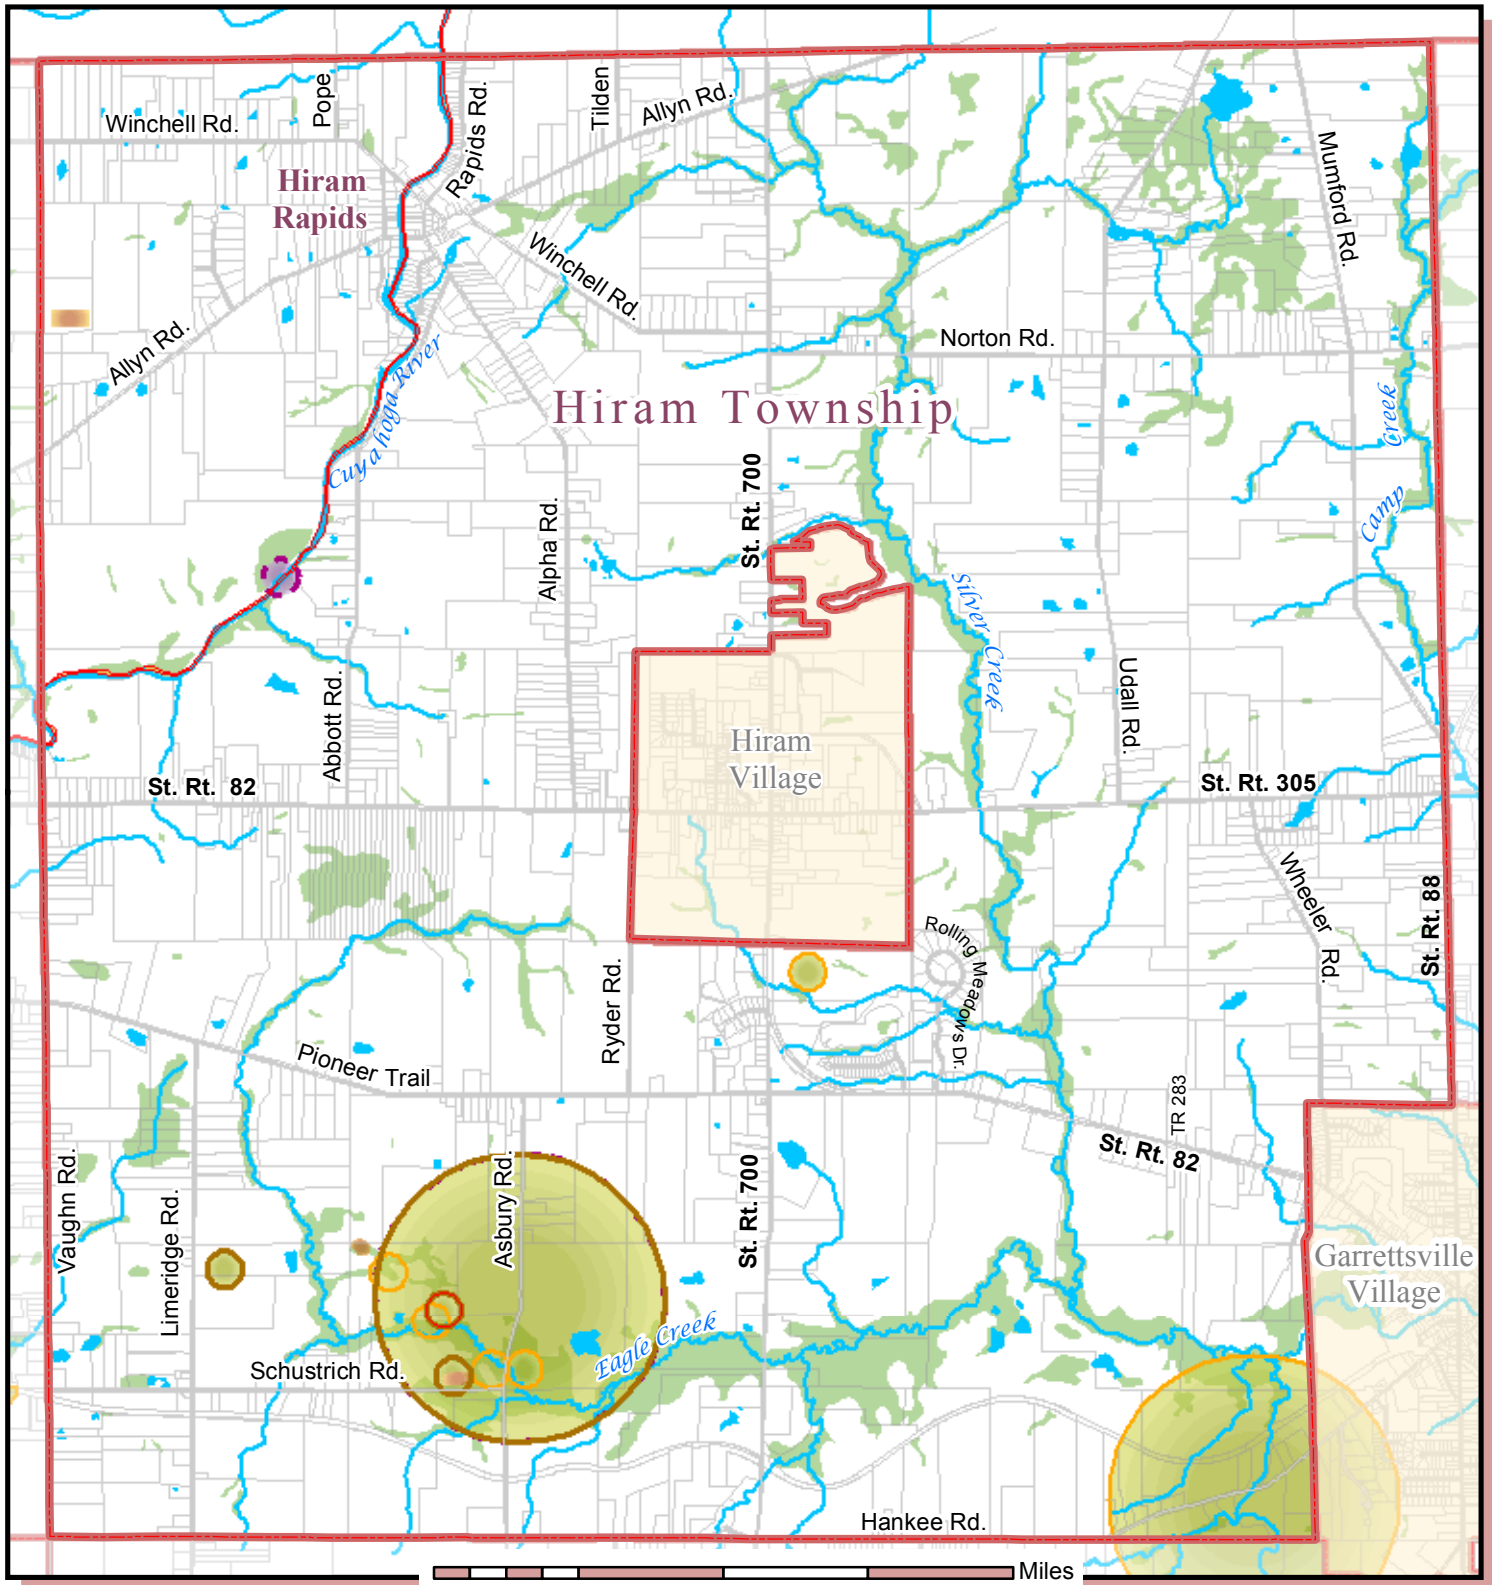 Pope
Winchell Rd.
Rapids Rd.
Tilden
Allyn Rd.
Mumford Rd.
Hiram
Rapids
Winchell Rd.
Allyn Rd.
Norton Rd.
Cuyahoga River
Hiram Township
Creek
Camp
St. Rt. 700
Alpha Rd.
Silver Creek
Abbott Rd.
Udall Rd.
Hiram
Village
St. Rt. 82
St. Rt. 305
Wheeler Rd.
St. Rt. 88
Rolling Meadows Dr.
Ryder Rd.
Pioneer Trail
TR 283
St. Rt. 82
Vaughn Rd.
Limeridge Rd.
Asbury Rd.
St. Rt. 700
Garrettsville
Village
Eagle Creek
Schustrich Rd.
Hankee Rd.
Miles